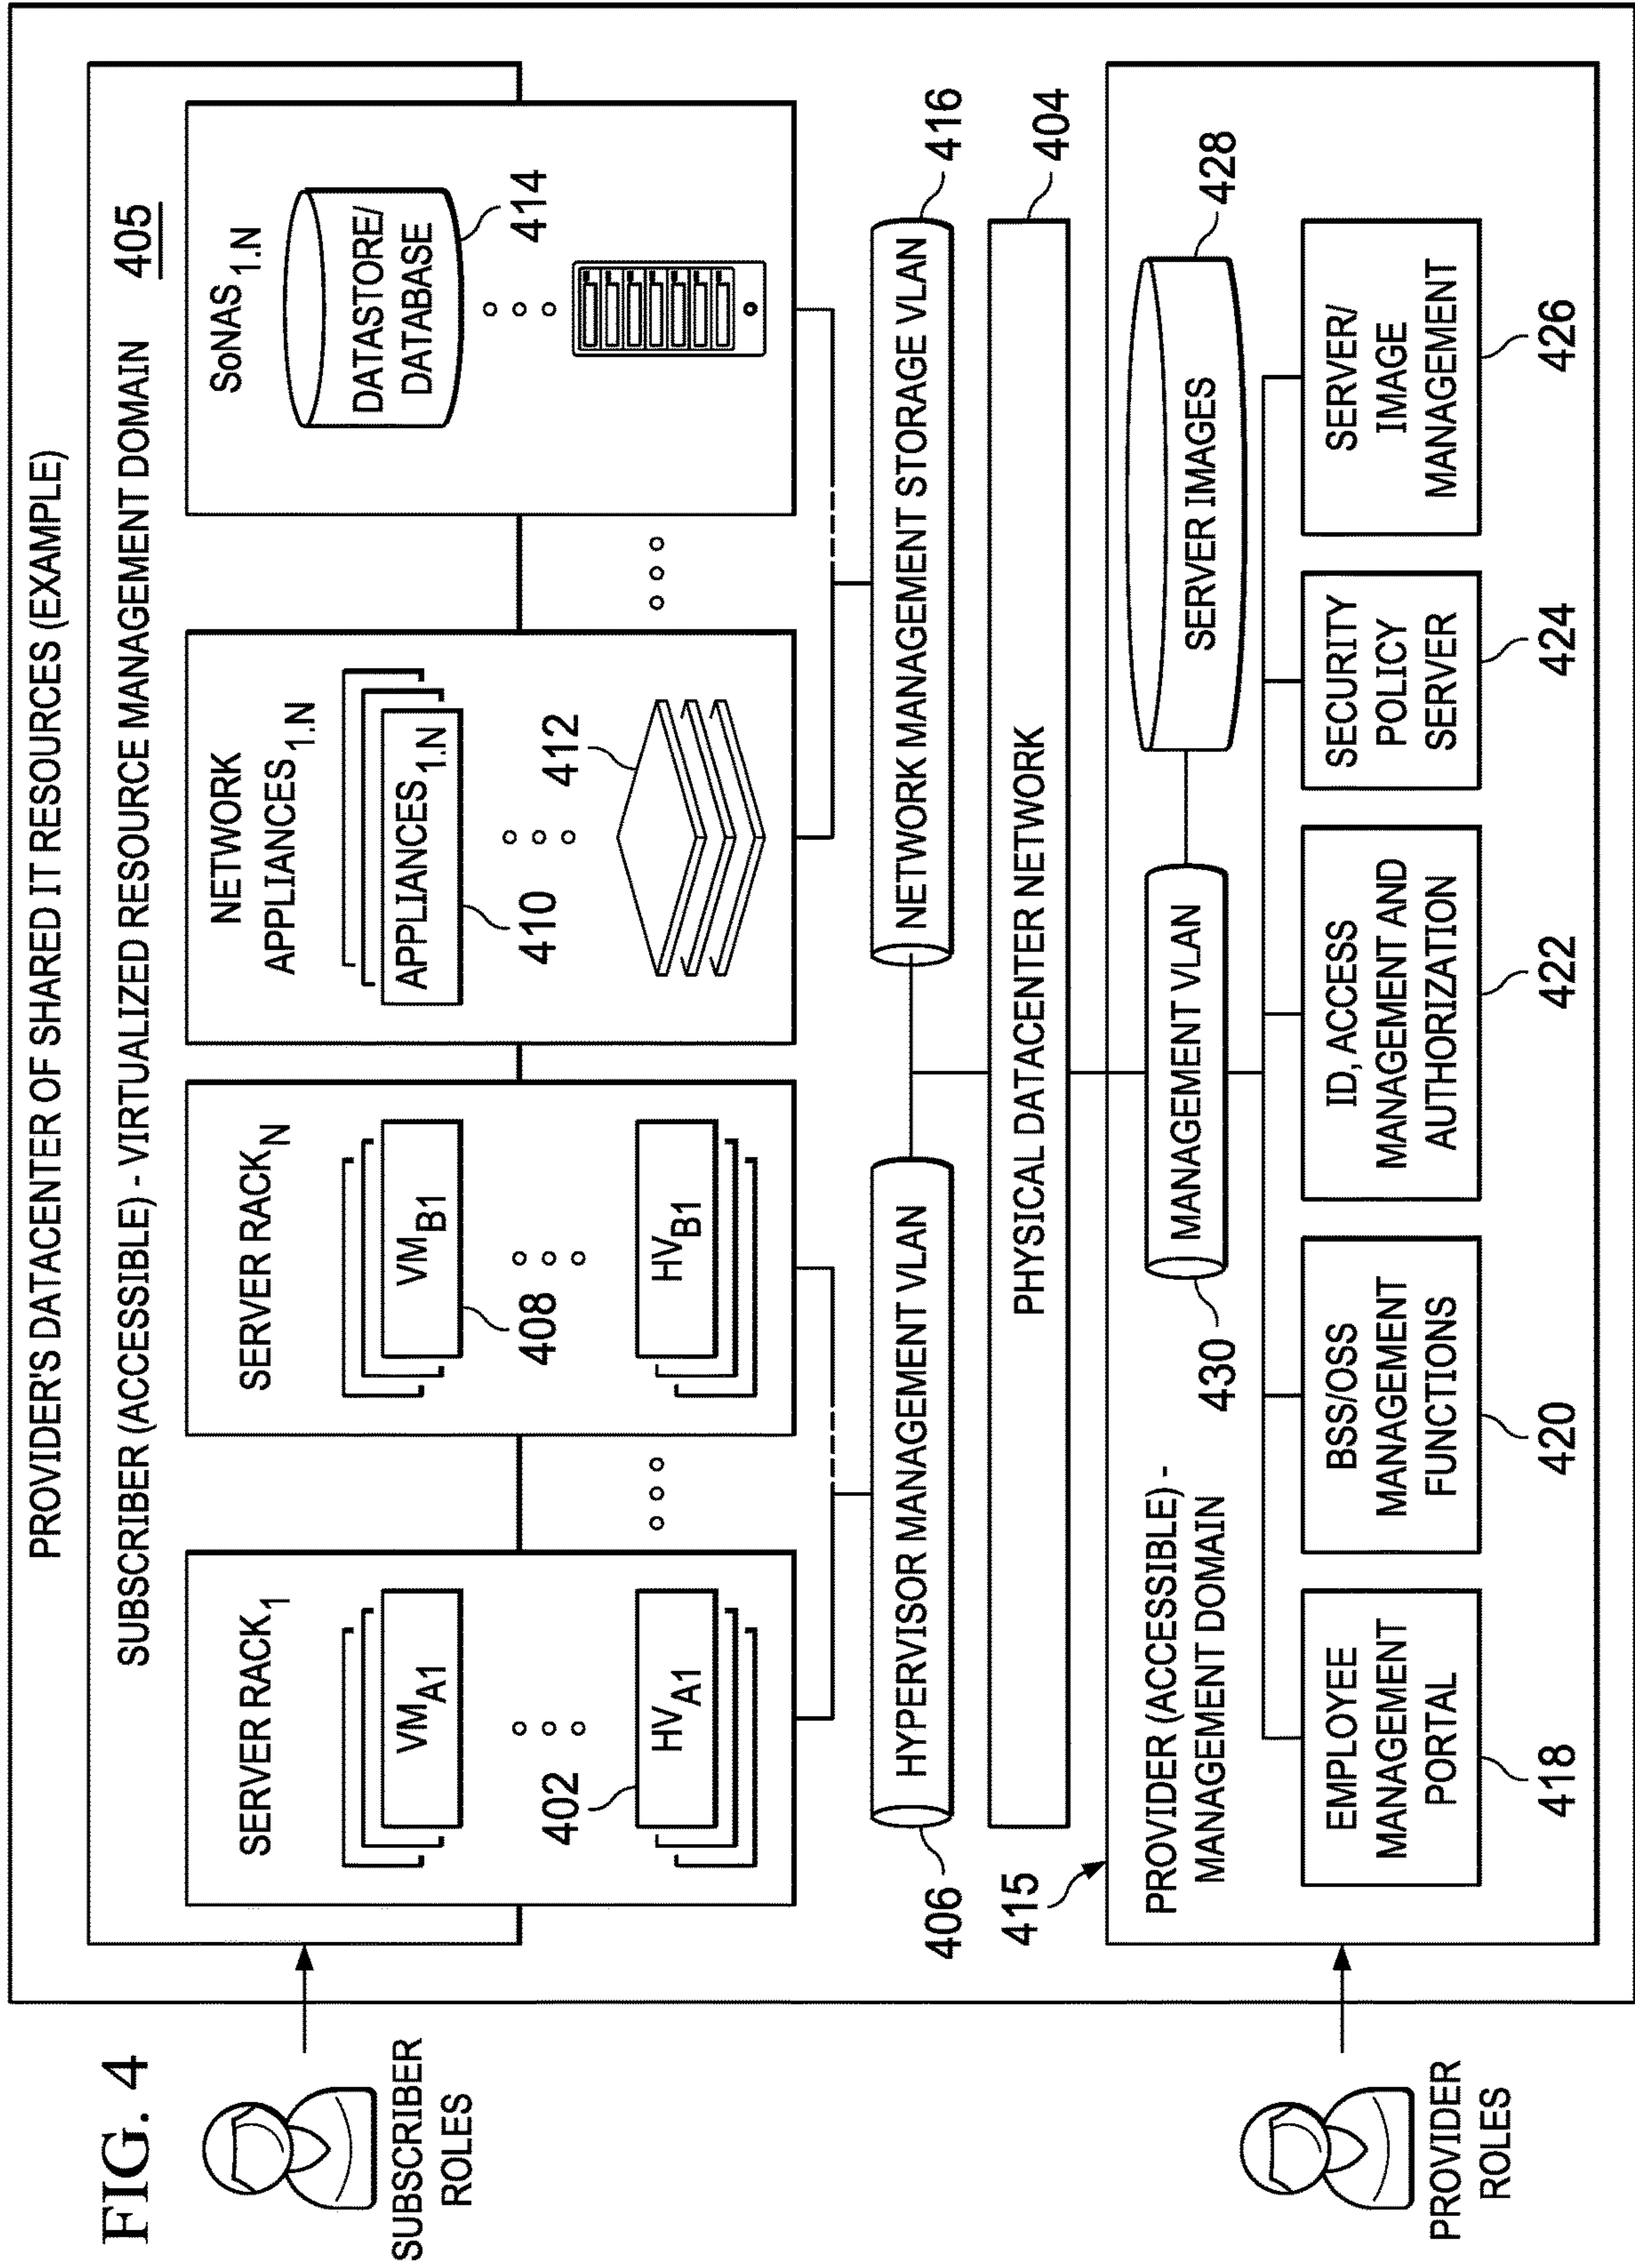 FIG. 4
PROVIDER'S DATACENTER OF SHARED IT RESOURCES (EXAMPLE)
SUBSCRIBER (ACCESSIBLE) - VIRTUALIZED RESOURCE MANAGEMENT DOMAIN 405
SUBSCRIBER
ROLES
SERVER RACK1
VMA1
402
HVA1
SERVER RACKN
VMB1
408
HVB1
NETWORK
APPLIANCES1.N
APPLIANCES1.N
410
412
SoNAS1.N
DATASTORE/
DATABASE
414
406
HYPERVISOR MANAGEMENT VLAN
NETWORK MANAGEMENT STORAGE VLAN
416
PHYSICAL DATACENTER NETWORK
404
415
PROVIDER (ACCESSIBLE) -
MANAGEMENT DOMAIN
430
MANAGEMENT VLAN
SERVER IMAGES
428
PROVIDER
ROLES
EMPLOYEE
MANAGEMENT
PORTAL
418
BSS/OSS
MANAGEMENT
FUNCTIONS
420
ID, ACCESS
MANAGEMENT AND
AUTHORIZATION
422
SECURITY
POLICY
SERVER
424
SERVER/
IMAGE
MANAGEMENT
426